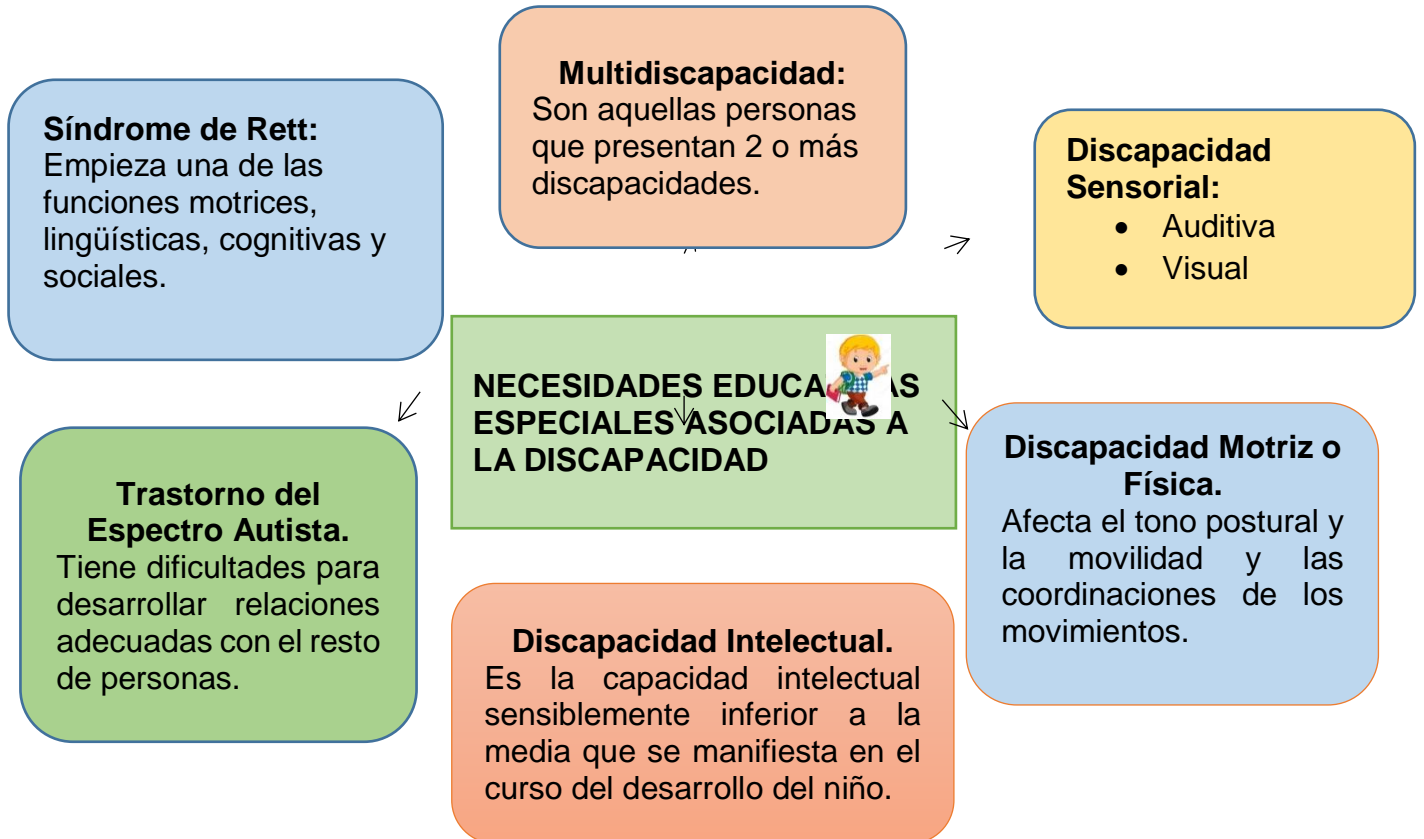 Multidiscapacidad:
Son aquellas personas
que presentan 2 o más
discapacidades.
Síndrome de Rett:
Empieza una de las
funciones motrices,
lingüísticas, cognitivas y
sociales.
Discapacidad
Sensorial:
• Auditiva
• Visual
NECESIDADES EDUCA AS
ESPECIALES ASOCIADAS A
LA DISCAPACIDAD
Trastorno del
Espectro Autista.
Tiene dificultades para
desarrollar relaciones
adecuadas con el resto
de personas.
Discapacidad Motriz o
Física.
Afecta el tono postural y
la movilidad y las
coordinaciones de los
movimientos.
Discapacidad Intelectual.
Es la capacidad intelectual
sensiblemente inferior a la
media que se manifiesta en el
curso del desarrollo del niño.